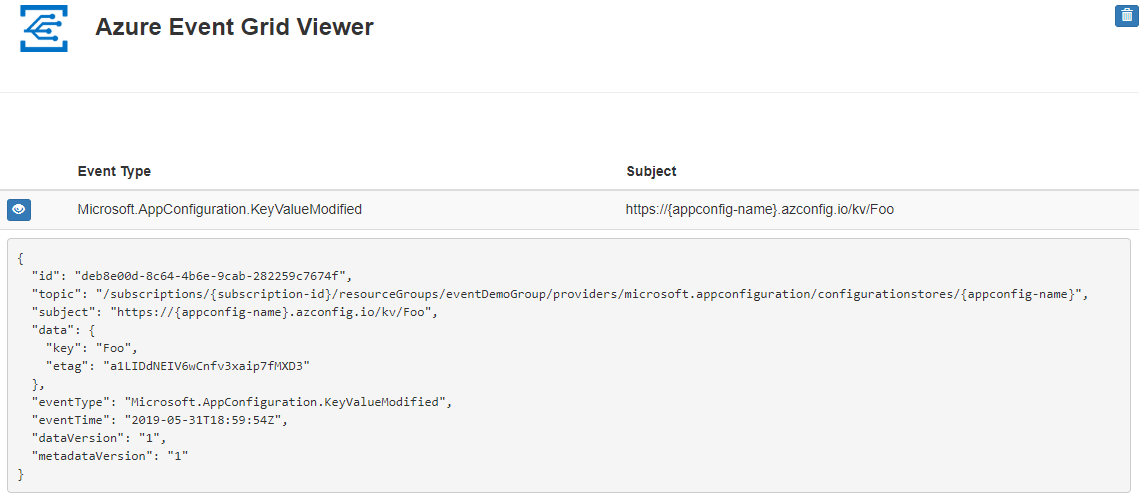 Azure Event Grid Viewer
Event Type Subject
Microsoft.AppConfiguration.KeyValueModified https://{appconfig-name}.azconfig.io/kv/Foo
{
  "id": "deb8e00d-8c64-4b6e-9cab-282259c7674f",
  "topic": "/subscriptions/{subscription-id}/resourceGroups/eventDemoGroup/providers/microsoft.appconfiguration/configurationstores/{appconfig-name}",
  "subject": "https://{appconfig-name}.azconfig.io/kv/Foo",
  "data": {
    "key": "Foo",
    "etag": "a1LIDdNEIV6wCnfv3xaip7fMXD3"
  },
  "eventType": "Microsoft.AppConfiguration.KeyValueModified",
  "eventTime": "2019-05-31T18:59:54Z",
  "dataVersion": "1",
  "metadataVersion": "1"
}